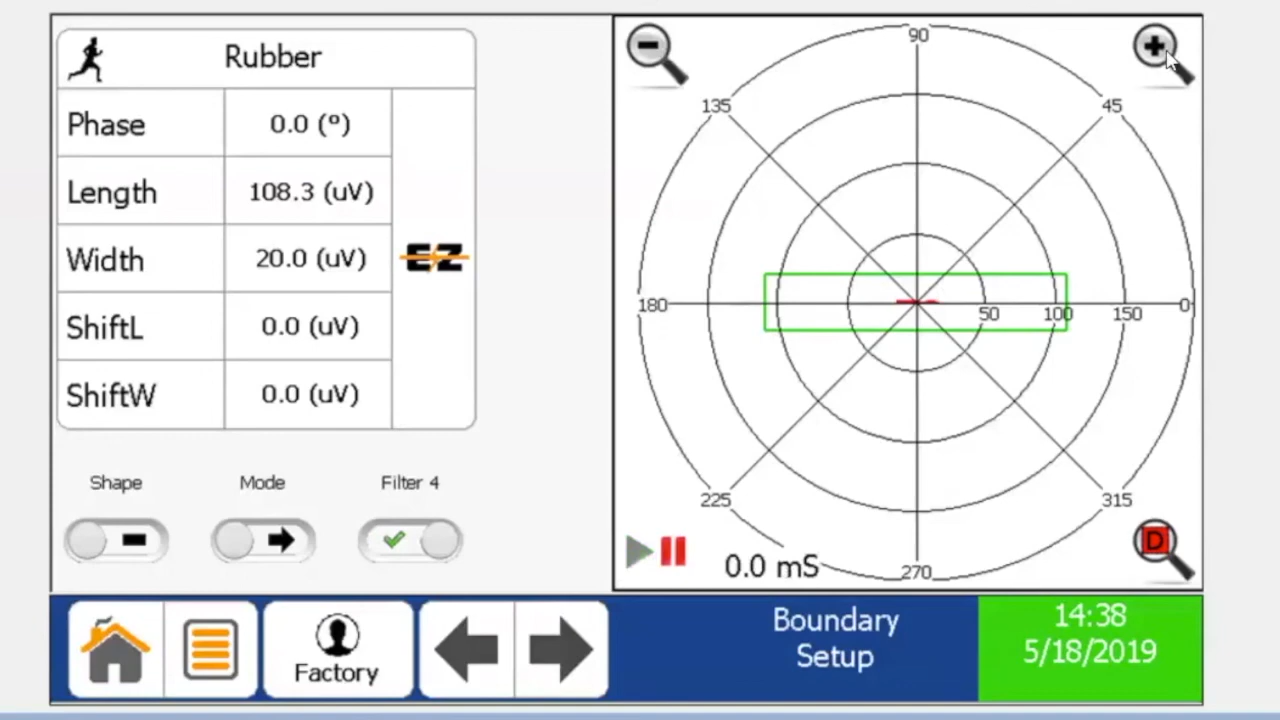 Rubber
Phase 0.0 (°)
Length 108.3 (uV)
Width 20.0 (uV)
EZ
ShiftL 0.0 (uV)
ShiftW 0.0 (uV)
Shape Mode Filter 4
90
135 45
180 50 100 150 0
225 315
270
D
0.0 mS
Factory
Boundary
Setup
14:38
5/18/2019